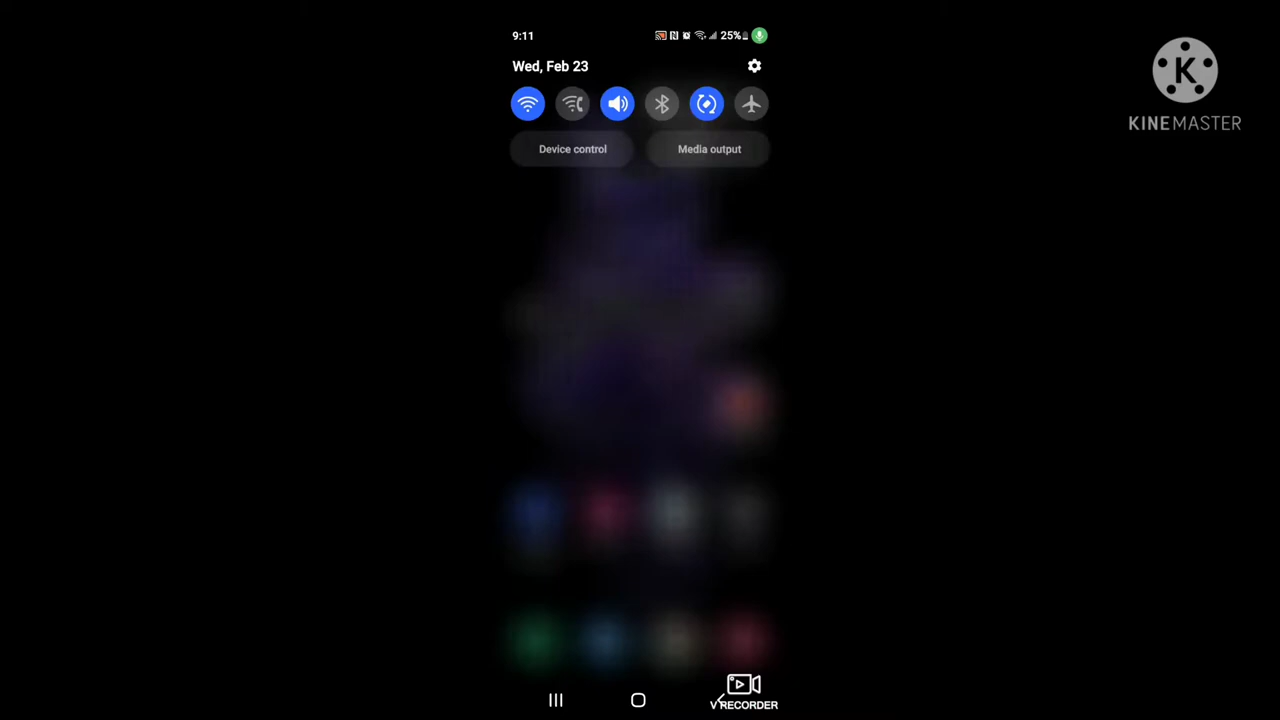 9:11
25%
Wed, Feb 23
Device control
Media output
K
KINEMASTER
V RECORDER